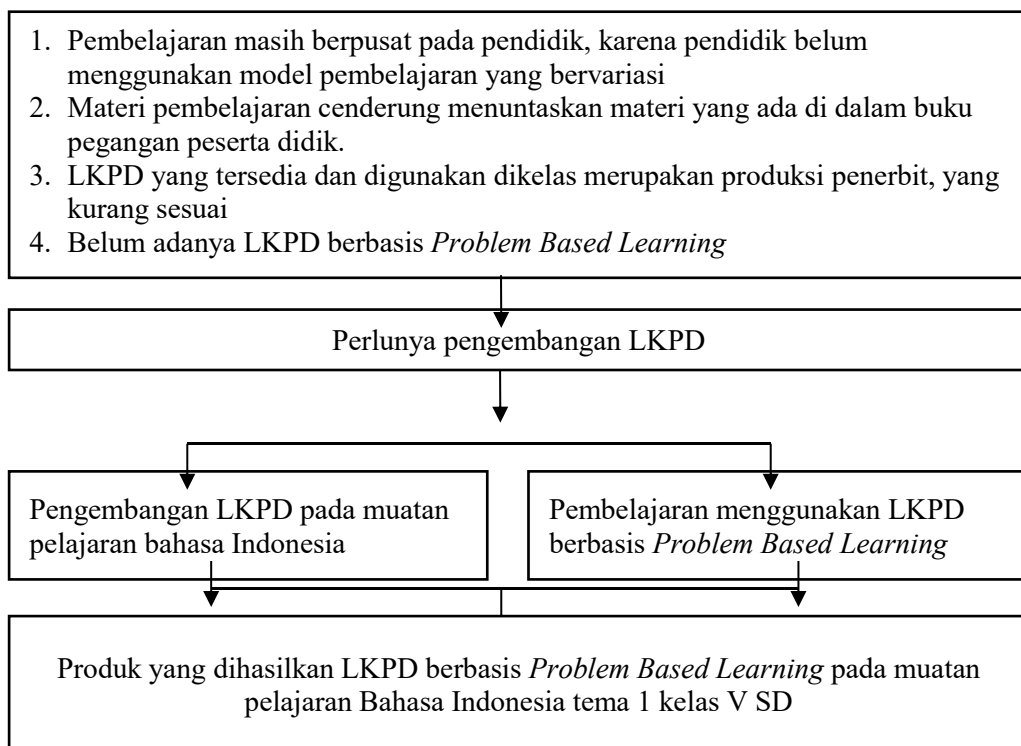 1. Pembelajaran masih berpusat pada pendidik, karena pendidik belum
menggunakan model pembelajaran yang bervariasi
2. Materi pembelajaran cenderung menuntaskan materi yang ada di dalam buku
pegangan peserta didik.
3. LKPD yang tersedia dan digunakan dikelas merupakan produksi penerbit, yang
kurang sesuai
4. Belum adanya LKPD berbasis Problem Based Learning
Perlunya pengembangan LKPD
Pengembangan LKPD pada muatan
pelajaran bahasa Indonesia
Pembelajaran menggunakan LKPD
berbasis Problem Based Learning
Produk yang dihasilkan LKPD berbasis Problem Based Learning pada muatan
pelajaran Bahasa Indonesia tema 1 kelas V SD